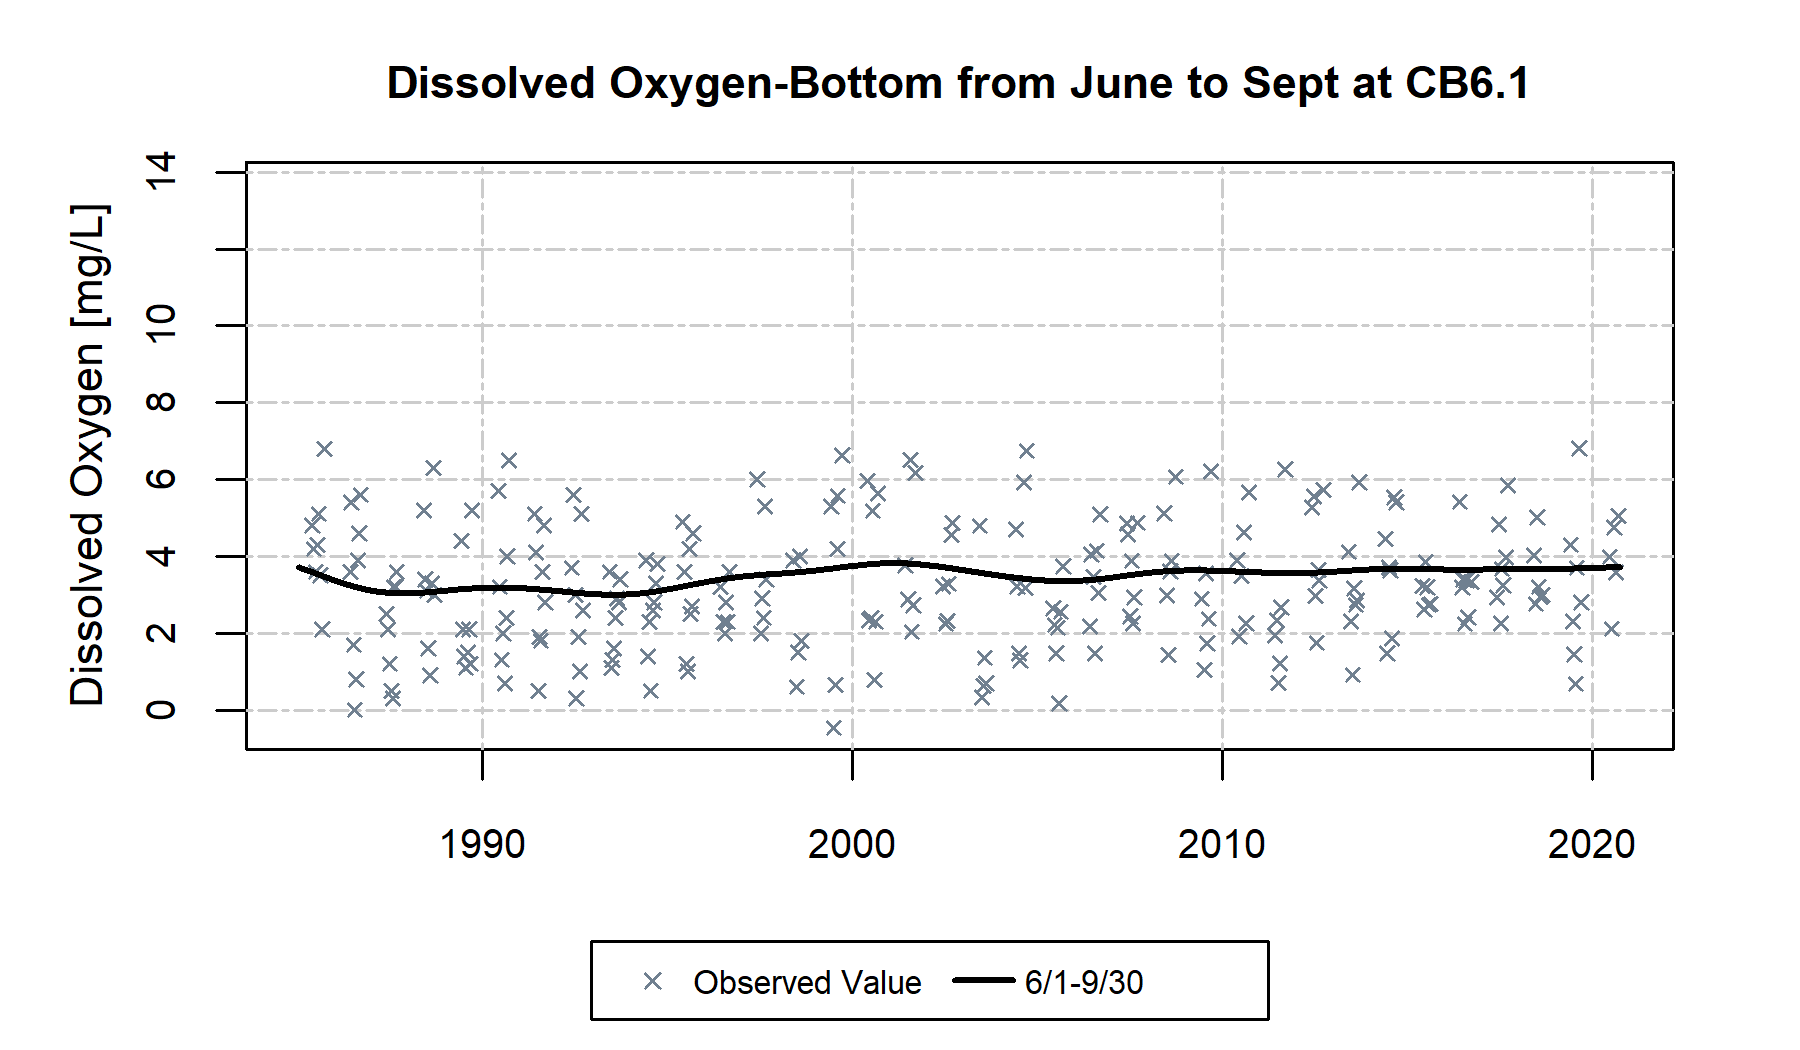 Dissolved Oxygen-Bottom from June to Sept at CB6.1
Dissolved Oxygen [mg/L]
14
10
8
6
4
2
0
1990 2000 2010 2020
Observed Value 6/1-9/30